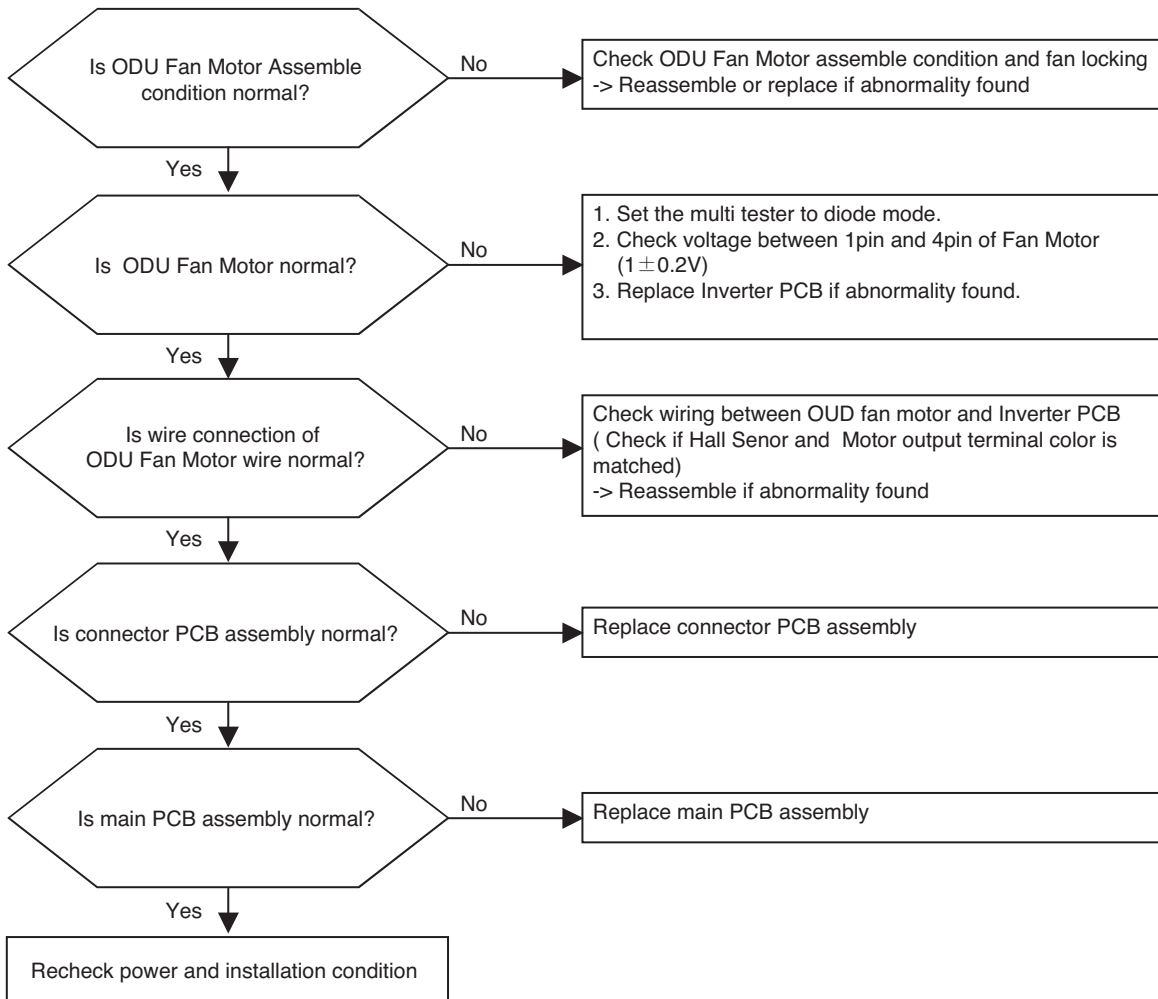 Is ODU Fan Motor Assemble
condition normal?
No
Check ODU Fan Motor assemble condition and fan locking
-> Reassemble or replace if abnormality found
Yes
Is ODU Fan Motor normal?
No
1. Set the multi tester to diode mode.
2. Check voltage between 1pin and 4pin of Fan Motor
(1±0.2V)
3. Replace Inverter PCB if abnormality found.
Yes
Is wire connection of
ODU Fan Motor wire normal?
No
Check wiring between OUD fan motor and Inverter PCB
( Check if Hall Senor and Motor output terminal color is
matched)
-> Reassemble if abnormality found
Yes
Is connector PCB assembly normal?
No
Replace connector PCB assembly
Yes
Is main PCB assembly normal?
No
Replace main PCB assembly
Yes
Recheck power and installation condition